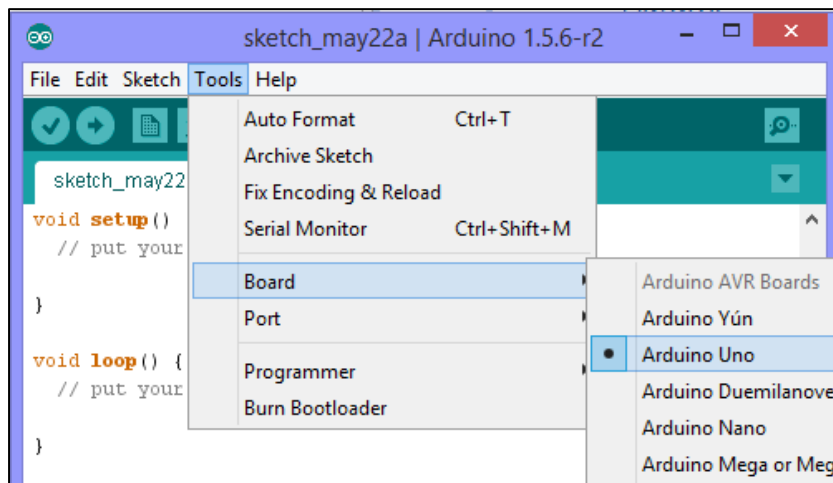 sketch_may22a | Arduino 1.5.6-r2
File Edit Sketch Tools Help
sketch_may22
Auto Format Ctrl+T
Archive Sketch
Fix Encoding & Reload
Serial Monitor Ctrl+Shift+M
Board
Port
Programmer
Burn Bootloader
Arduino AVR Boards
Arduino Yún
Arduino Uno
Arduino Duemilanove
Arduino Nano
Arduino Mega or Meg
void setup()
// put your
}
void loop() {
// put your
}